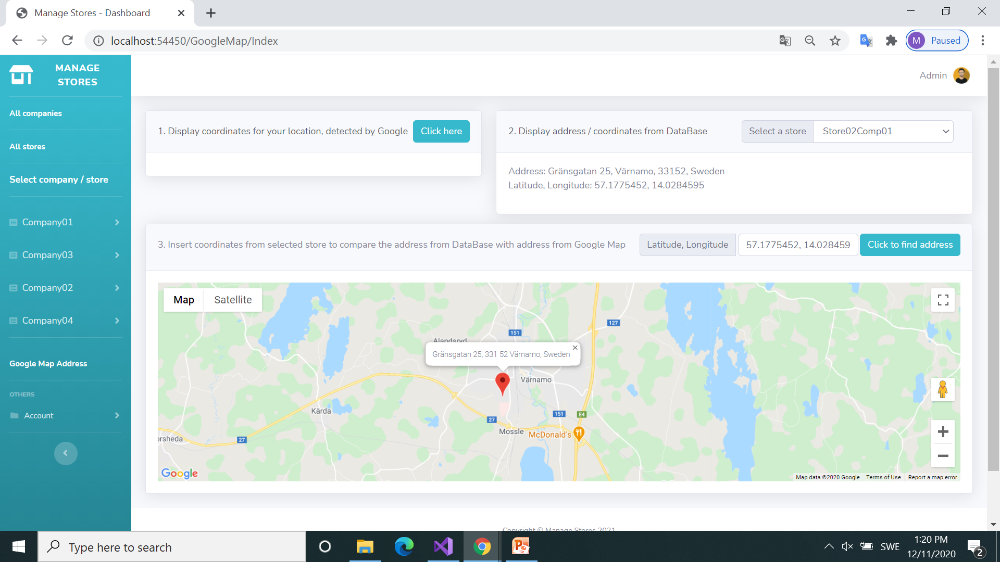 Manage Stores - Dashboard
localhost:54450/GoogleMap/Index
M Paused
MANAGE
STORES
All companies
All stores
Select company / store
Company01
Company03
Company02
Company04
Google Map Address
OTHERS
Account
Admin
1. Display coordinates for your location, detected by Google
Click here
2. Display address / coordinates from DataBase
Select a store
Store02Comp01
Address: Gränsgatan 25, Värnamo, 33152, Sweden
Latitude, Longitude: 57.1775452, 14.0284595
3. Insert coordinates from selected store to compare the address from DataBase with address from Google Map
Latitude, Longitude
57.1775452, 14.028459
Click to find address
Map
Satellite
127
151
Alandsryd
Gränsgatan 25, 331 52 Värnamo, Sweden
Värnamo
Kärda
151
E4
27
Mossle
McDonald's
27
orsheda
Google
Map data ©2020 Google
Terms of Use
Report a map error
Copyright © Manage Stores 2021
Type here to search
SWE
1:20 PM
12/11/2020
2